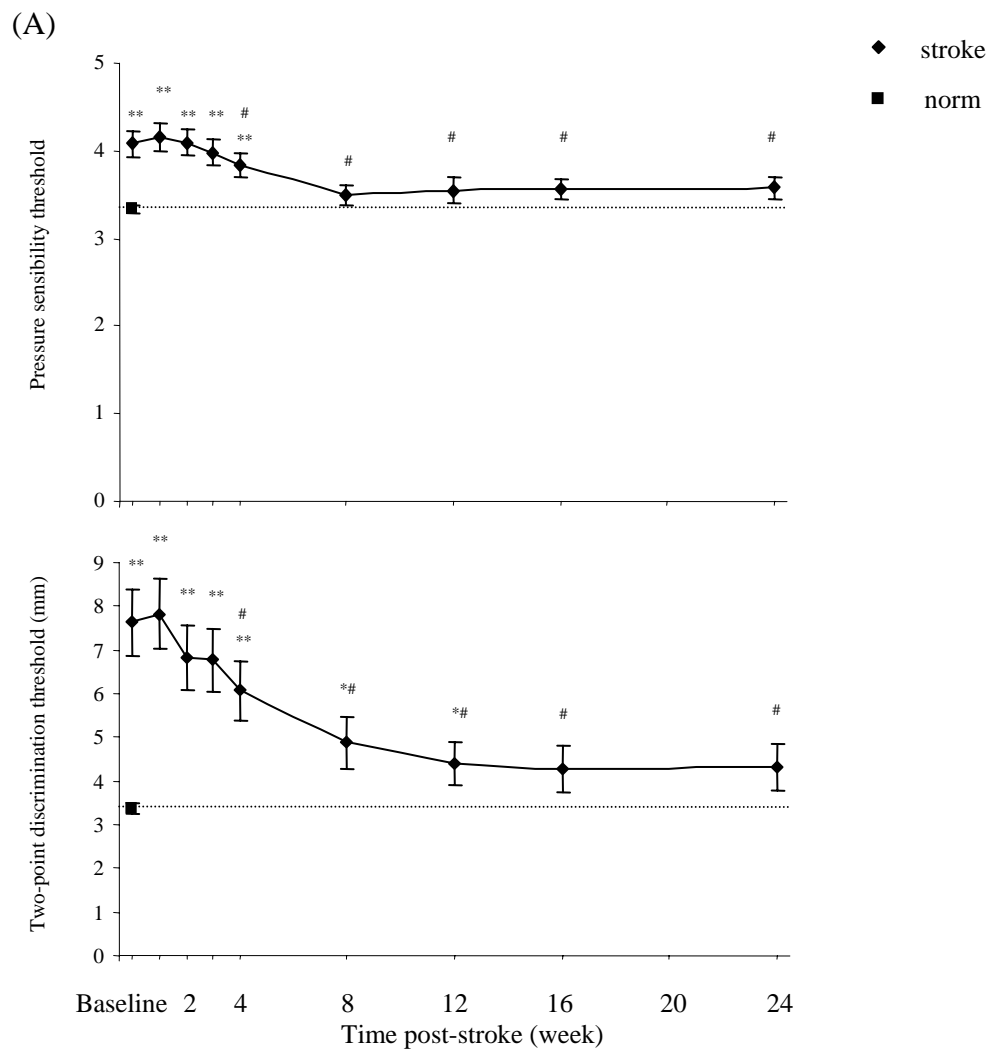 (A)
stroke
norm
Pressure sensibility threshold
5
4
3
2
1
0
** ** ** ** # ** # # # #
Two-point discrimination threshold (mm)
9
8
7
6
5
4
3
2
1
0
** ** ** ** # ** *# *# # #
Baseline 2 4 8 12 16 20 24
Time post-stroke (week)